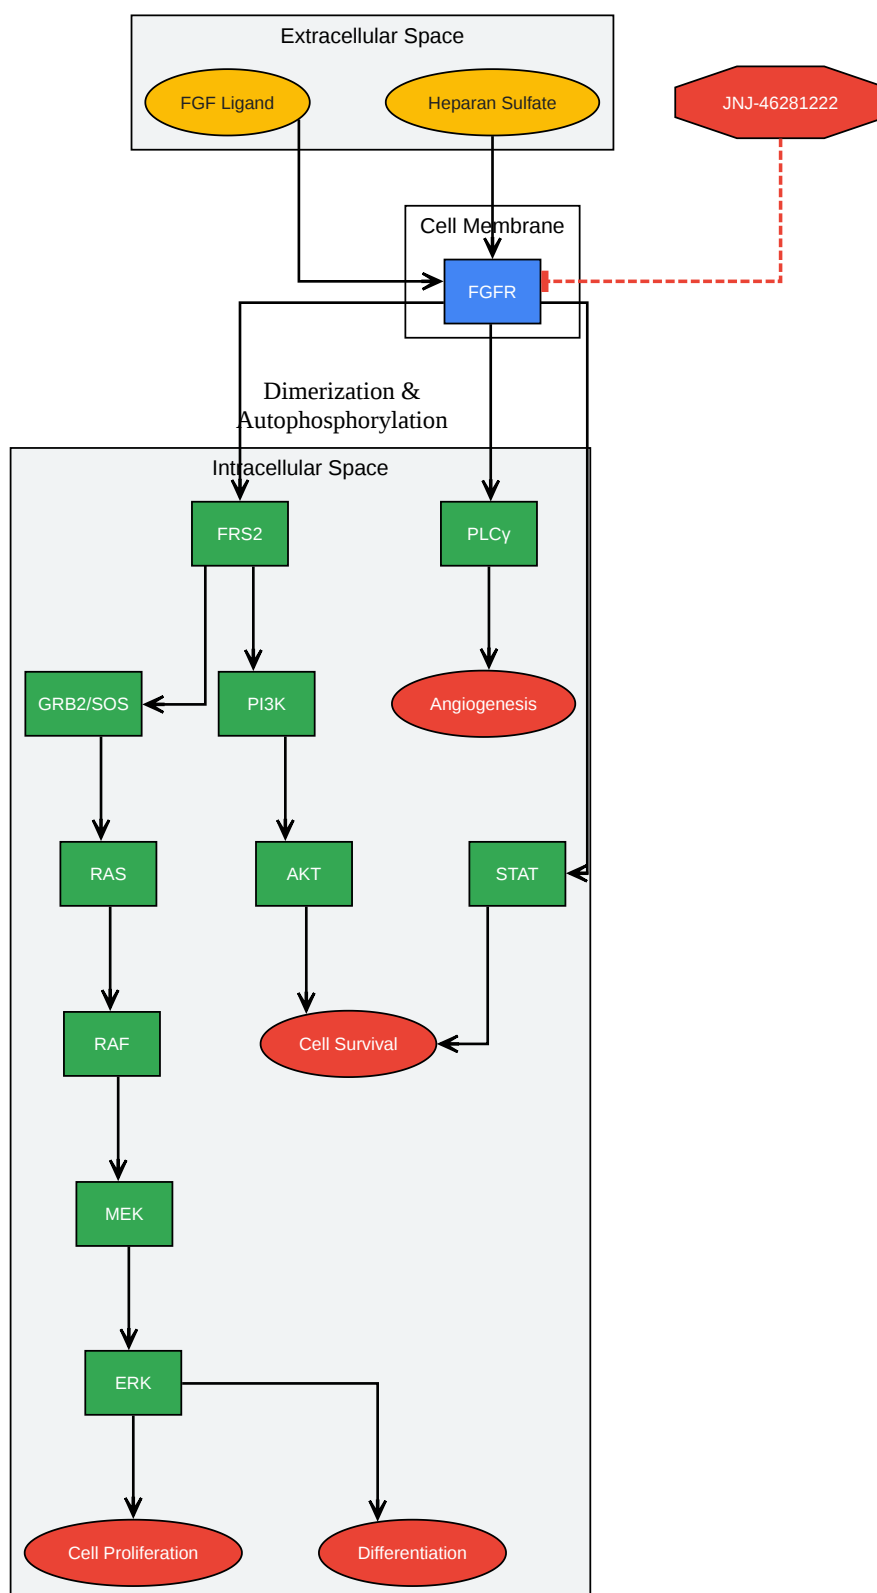 Extracellular Space
FGF Ligand
Heparan Sulfate
JNJ-46281222
Cell Membrane
FGFR
Dimerization &
Autophosphorylation
Intracellular Space
FRS2
PLCγ
GRB2/SOS
PI3K
Angiogenesis
RAS
AKT
STAT
RAF
Cell Survival
MEK
ERK
Cell Proliferation
Differentiation